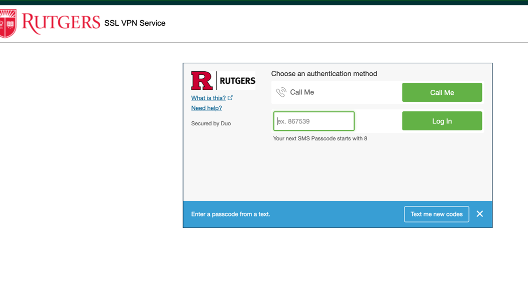 RUTGERS SSL VPN Service
R RUTGERS
What is this?
Need help?
Secured by Duo
Choose an authentication method
Call Me Call Me
ex. 867539 Log In
Your next SMS Passcode starts with 8
Enter a passcode from a text. Text me new codes